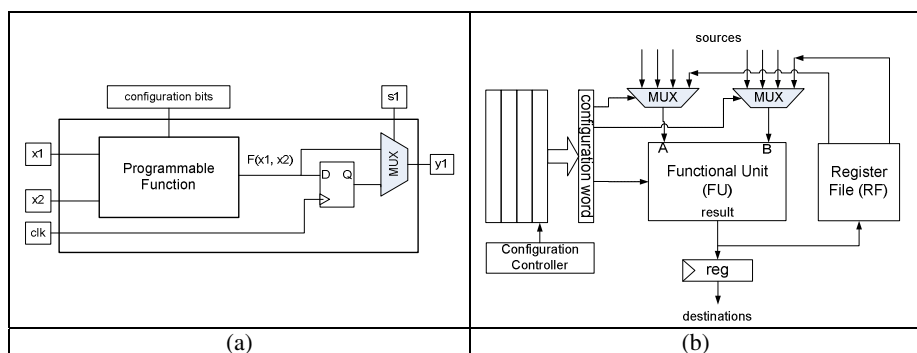 configuration bits
s1
x1
Programmable
Function
F(x1, x2)
D Q
MUX
y1
x2
clk
(a)
sources
MUX
MUX
configuration word
A
B
Functional Unit
(FU)
result
Register
File (RF)
Configuration
Controller
reg
destinations
(b)